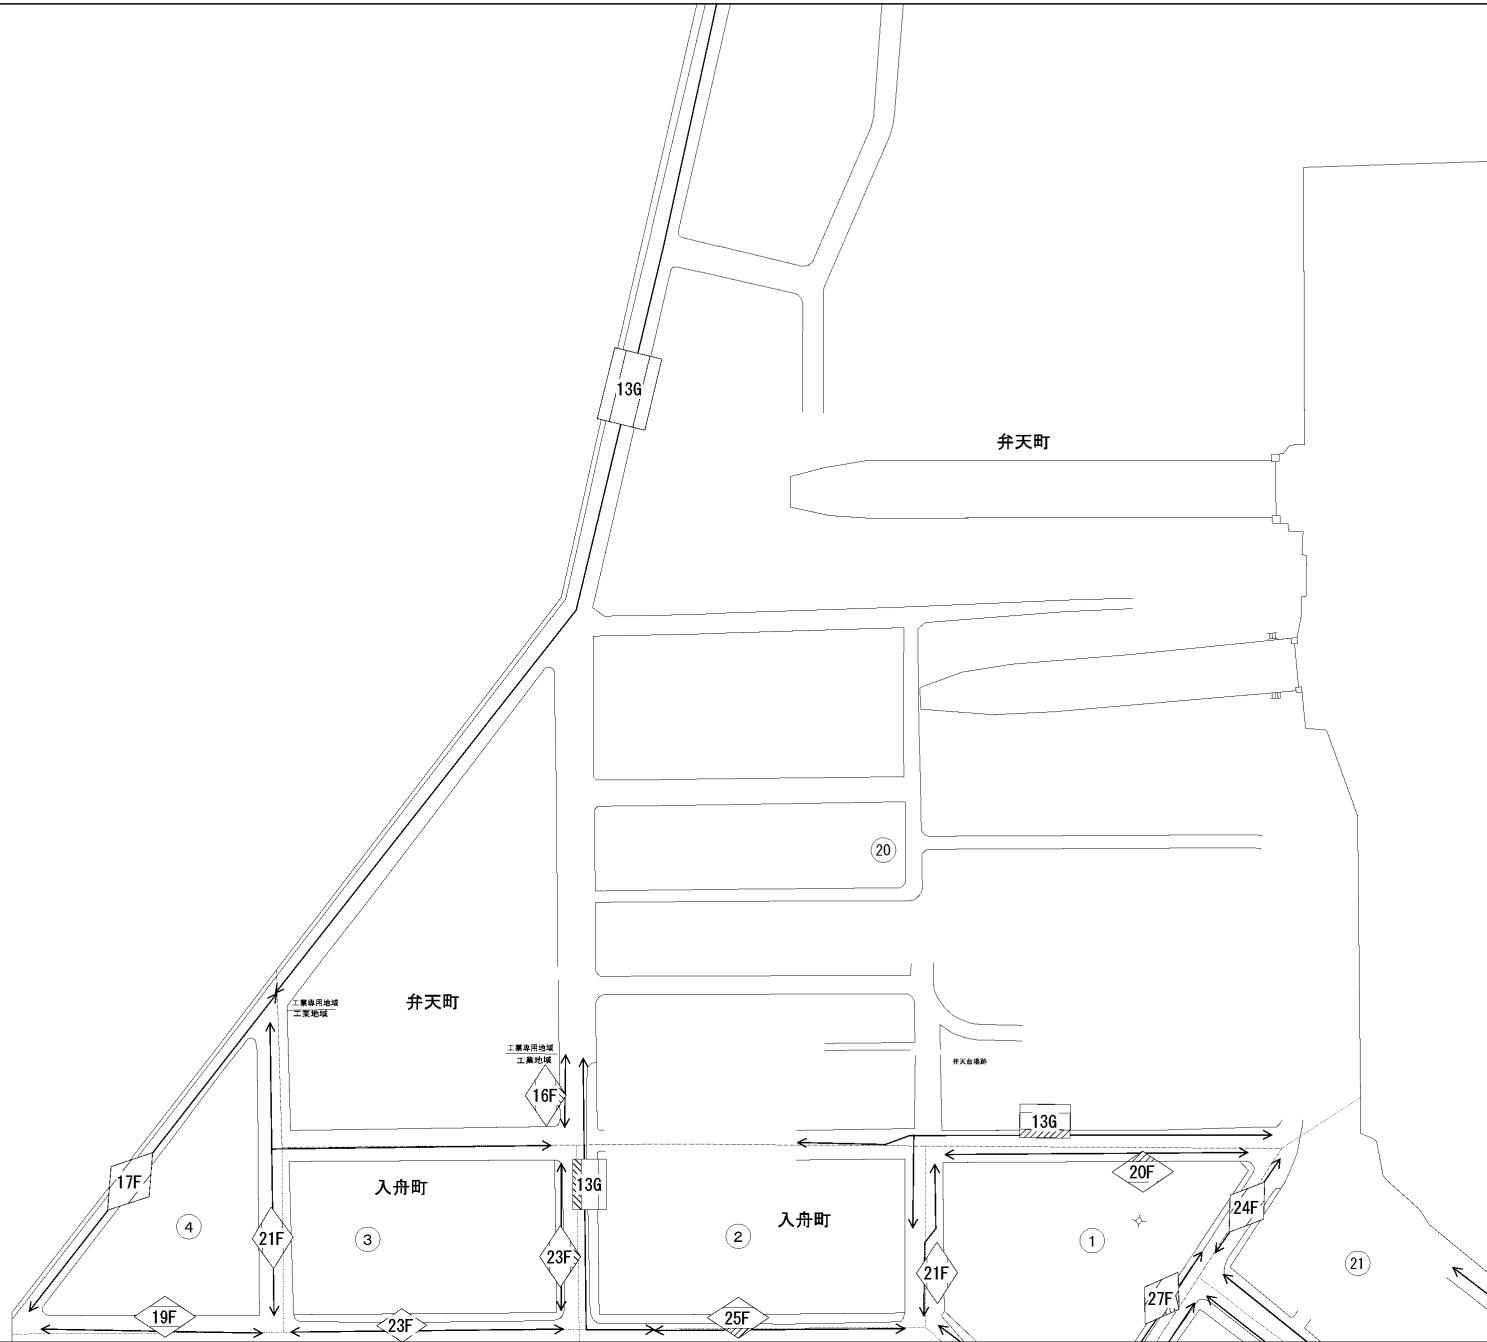 13G
弁天町
20
工業専用地域
工業地域
弁天町
工業専用地域
工業地域
弁天台場跡
16F
13G
20F
17F
入舟町
13G
24F
入舟町
4
21F
3
23F
2
1
21F
21
27F
19F
23F
25F